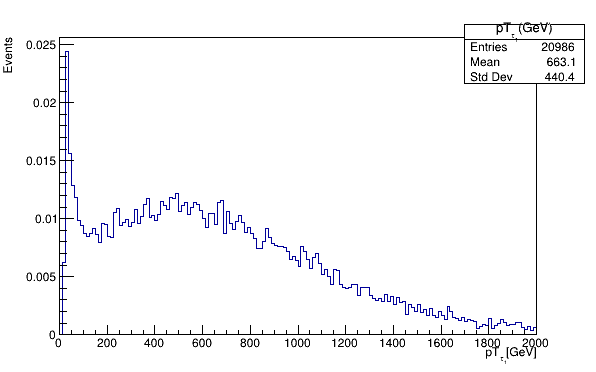 pT_τ₁(GeV)
Entries 20986
Mean 663.1
Std Dev 440.4
Events
0.025
0.02
0.015
0.01
0.005
0
0 200 400 600 800 1000 1200 1400 1600 1800 2000
pT_τ₁[GeV]